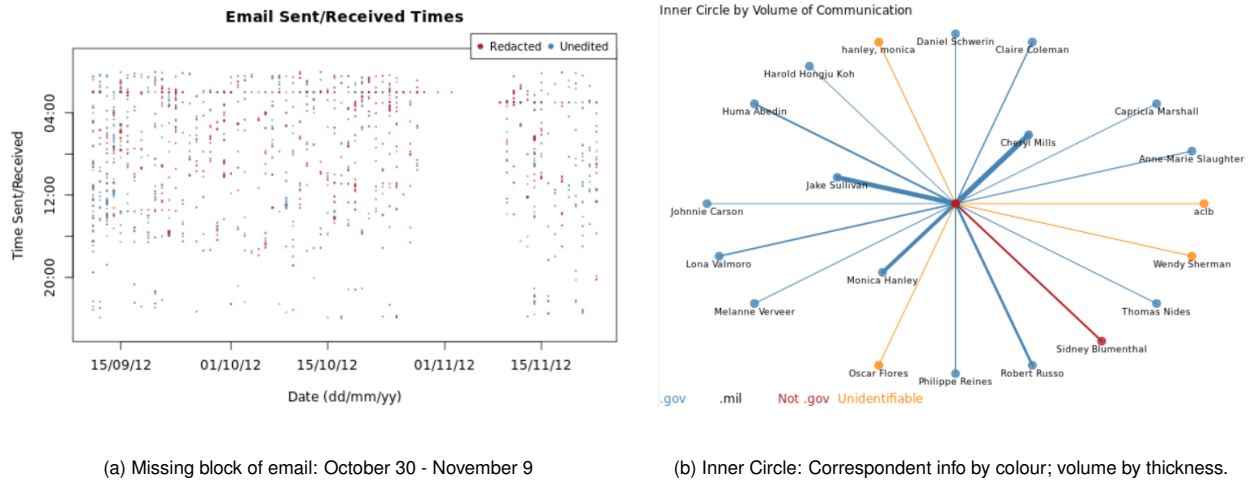 Email Sent/Received Times
Redacted Unedited
Time Sent/Received
04:00
12:00
20:00
15/09/12 01/10/12 15/10/12 01/11/12 15/11/12
Date (dd/mm/yy)
(a) Missing block of email: October 30 - November 9
Inner Circle by Volume of Communication
Daniel Schwerin
hanley, monica
Claire Coleman
Harold Hongju Koh
Huma Abedin
Capricia Marshall
Cheryl Mills
Anne-Marie Slaughter
Jake Sullivan
Johnnie Carson
aclb
Lona Valmoro
Wendy Sherman
Monica Hanley
Melanne Verveer
Thomas Nides
Sidney Blumenthal
Oscar Flores
Robert Russo
Philippe Reines
.gov .mil Not .gov Unidentifiable
(b) Inner Circle: Correspondent info by colour; volume by thickness.